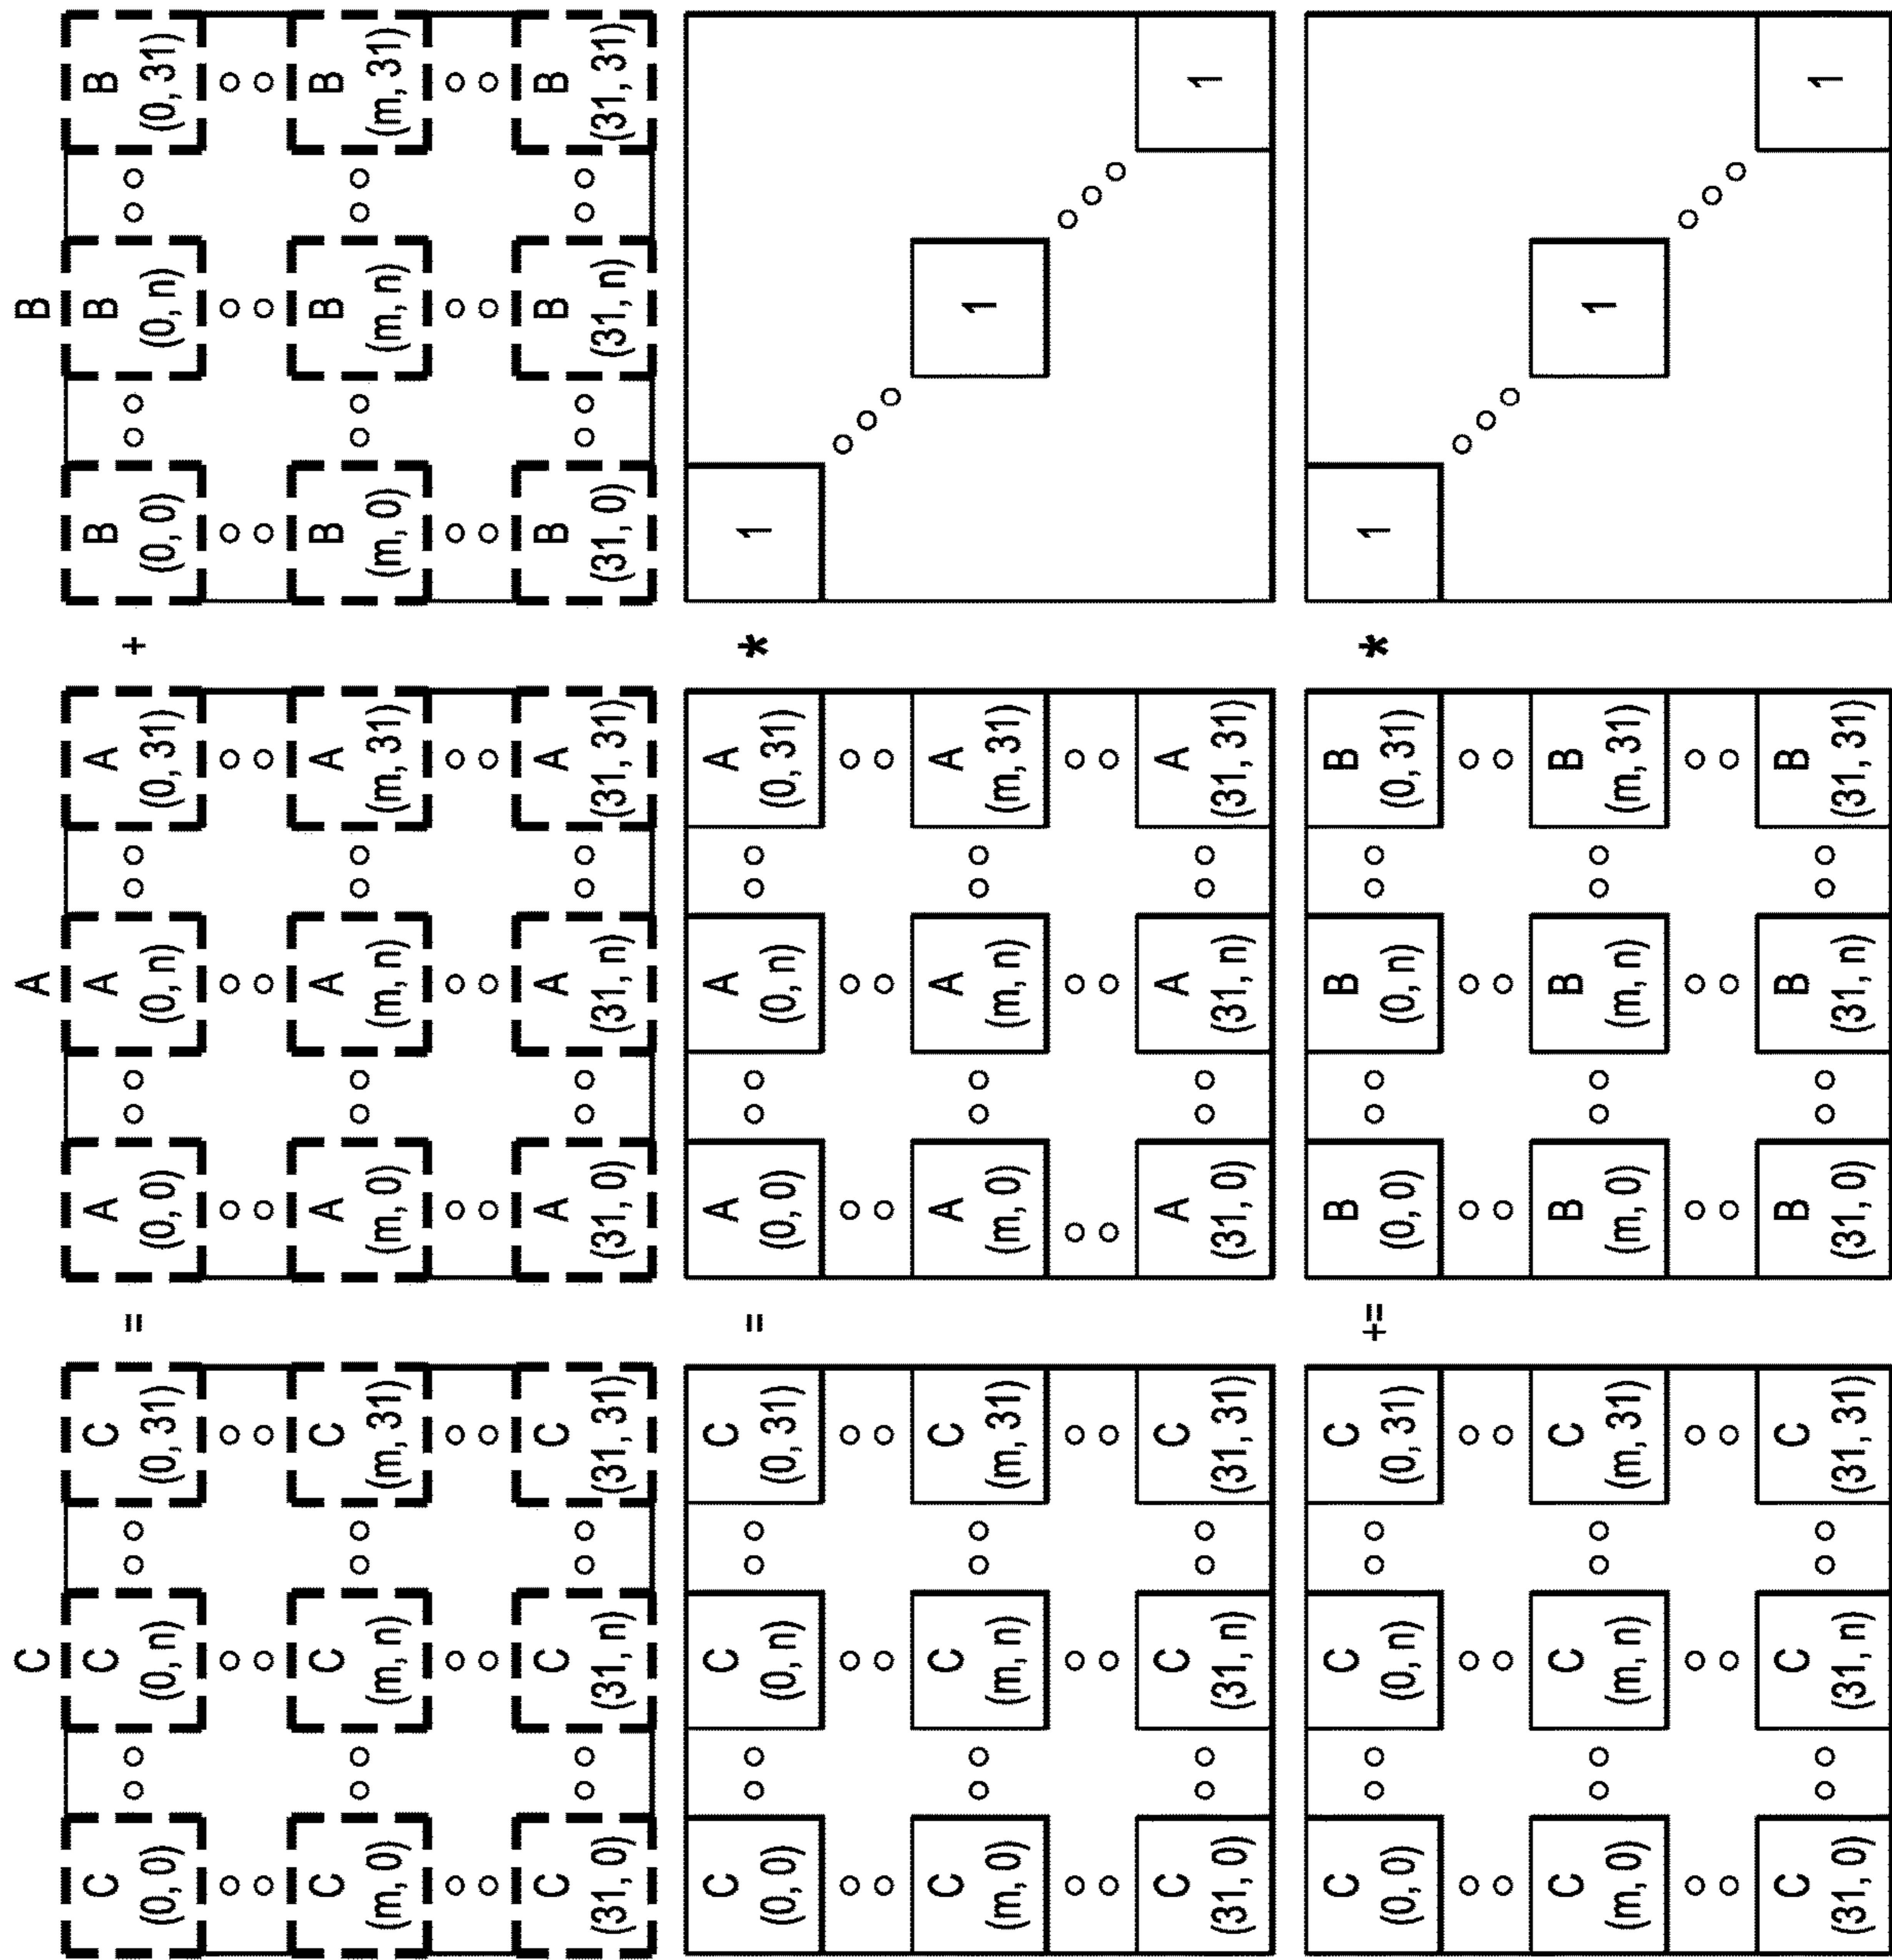 C A B
C C C = A A A + B B B
(0, 0) (0, n) (0, 31) (0, 0) (0, n) (0, 31) (0, 0) (0, n) (0, 31)
C C C A A A B B B
(m, 0) (m, n) (m, 31) (m, 0) (m, n) (m, 31) (m, 0) (m, n) (m, 31)
C C C A A A B B B
(31, 0) (31, n) (31, 31) (31, 0) (31, n) (31, 31) (31, 0) (31, n) (31, 31)
C C C = A A A * 1
(0, 0) (0, n) (0, 31) (0, 0) (0, n) (0, 31)
C C C A A A 1
(m, 0) (m, n) (m, 31) (m, 0) (m, n) (m, 31)
C C C A A A 1
(31, 0) (31, n) (31, 31) (31, 0) (31, n) (31, 31)
C C C += B B B * 1
(0, 0) (0, n) (0, 31) (0, 0) (0, n) (0, 31)
C C C B B B 1
(m, 0) (m, n) (m, 31) (m, 0) (m, n) (m, 31)
C C C B B B 1
(31, 0) (31, n) (31, 31) (31, 0) (31, n) (31, 31)